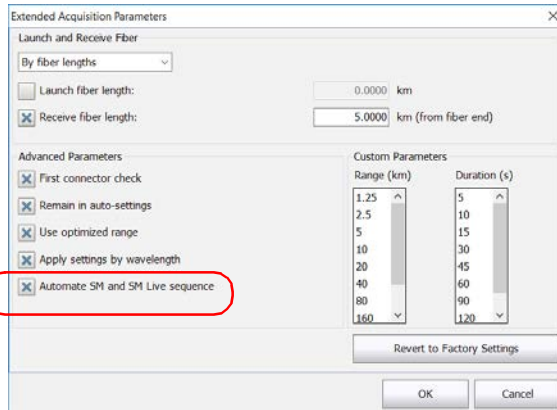 Extended Acquisition Parameters
Launch and Receive Fiber
By fiber lengths
Launch fiber length: 0.0000 km
Receive fiber length: 5.0000 km (from fiber end)
Advanced Parameters
First connector check
Remain in auto-settings
Use optimized range
Apply settings by wavelength
Automate SM and SM Live sequence
Custom Parameters
Range (km) Duration (s)
1.25 5
2.5 10
5 15
10 30
20 45
40 60
80 90
160 120
Revert to Factory Settings
OK Cancel